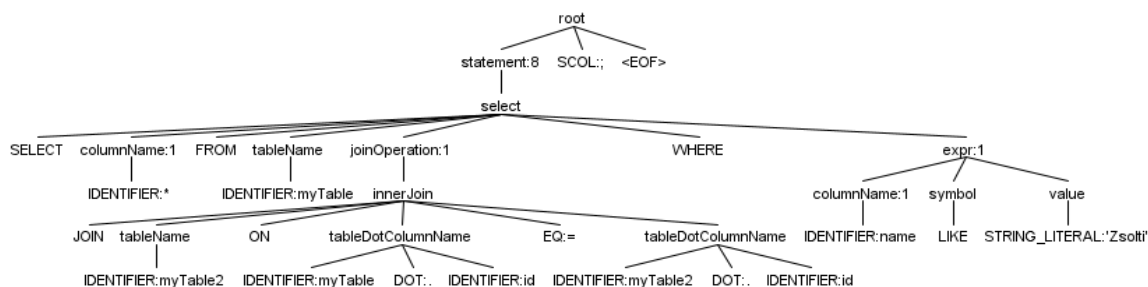 root
statement:8 SCOL:; <EOF>
select
SELECT columnName:1 FROM tableName joinOperation:1 WHERE expr:1
IDENTIFIER:* IDENTIFIER:myTable innerJoin columnName:1 symbol value
JOIN tableName ON tableDotColumnName EQ:= tableDotColumnName IDENTIFIER:name LIKE STRING_LITERAL:'Zsolti'
IDENTIFIER:myTable2 IDENTIFIER:myTable DOT:. IDENTIFIER:id IDENTIFIER:myTable2 DOT:. IDENTIFIER:id